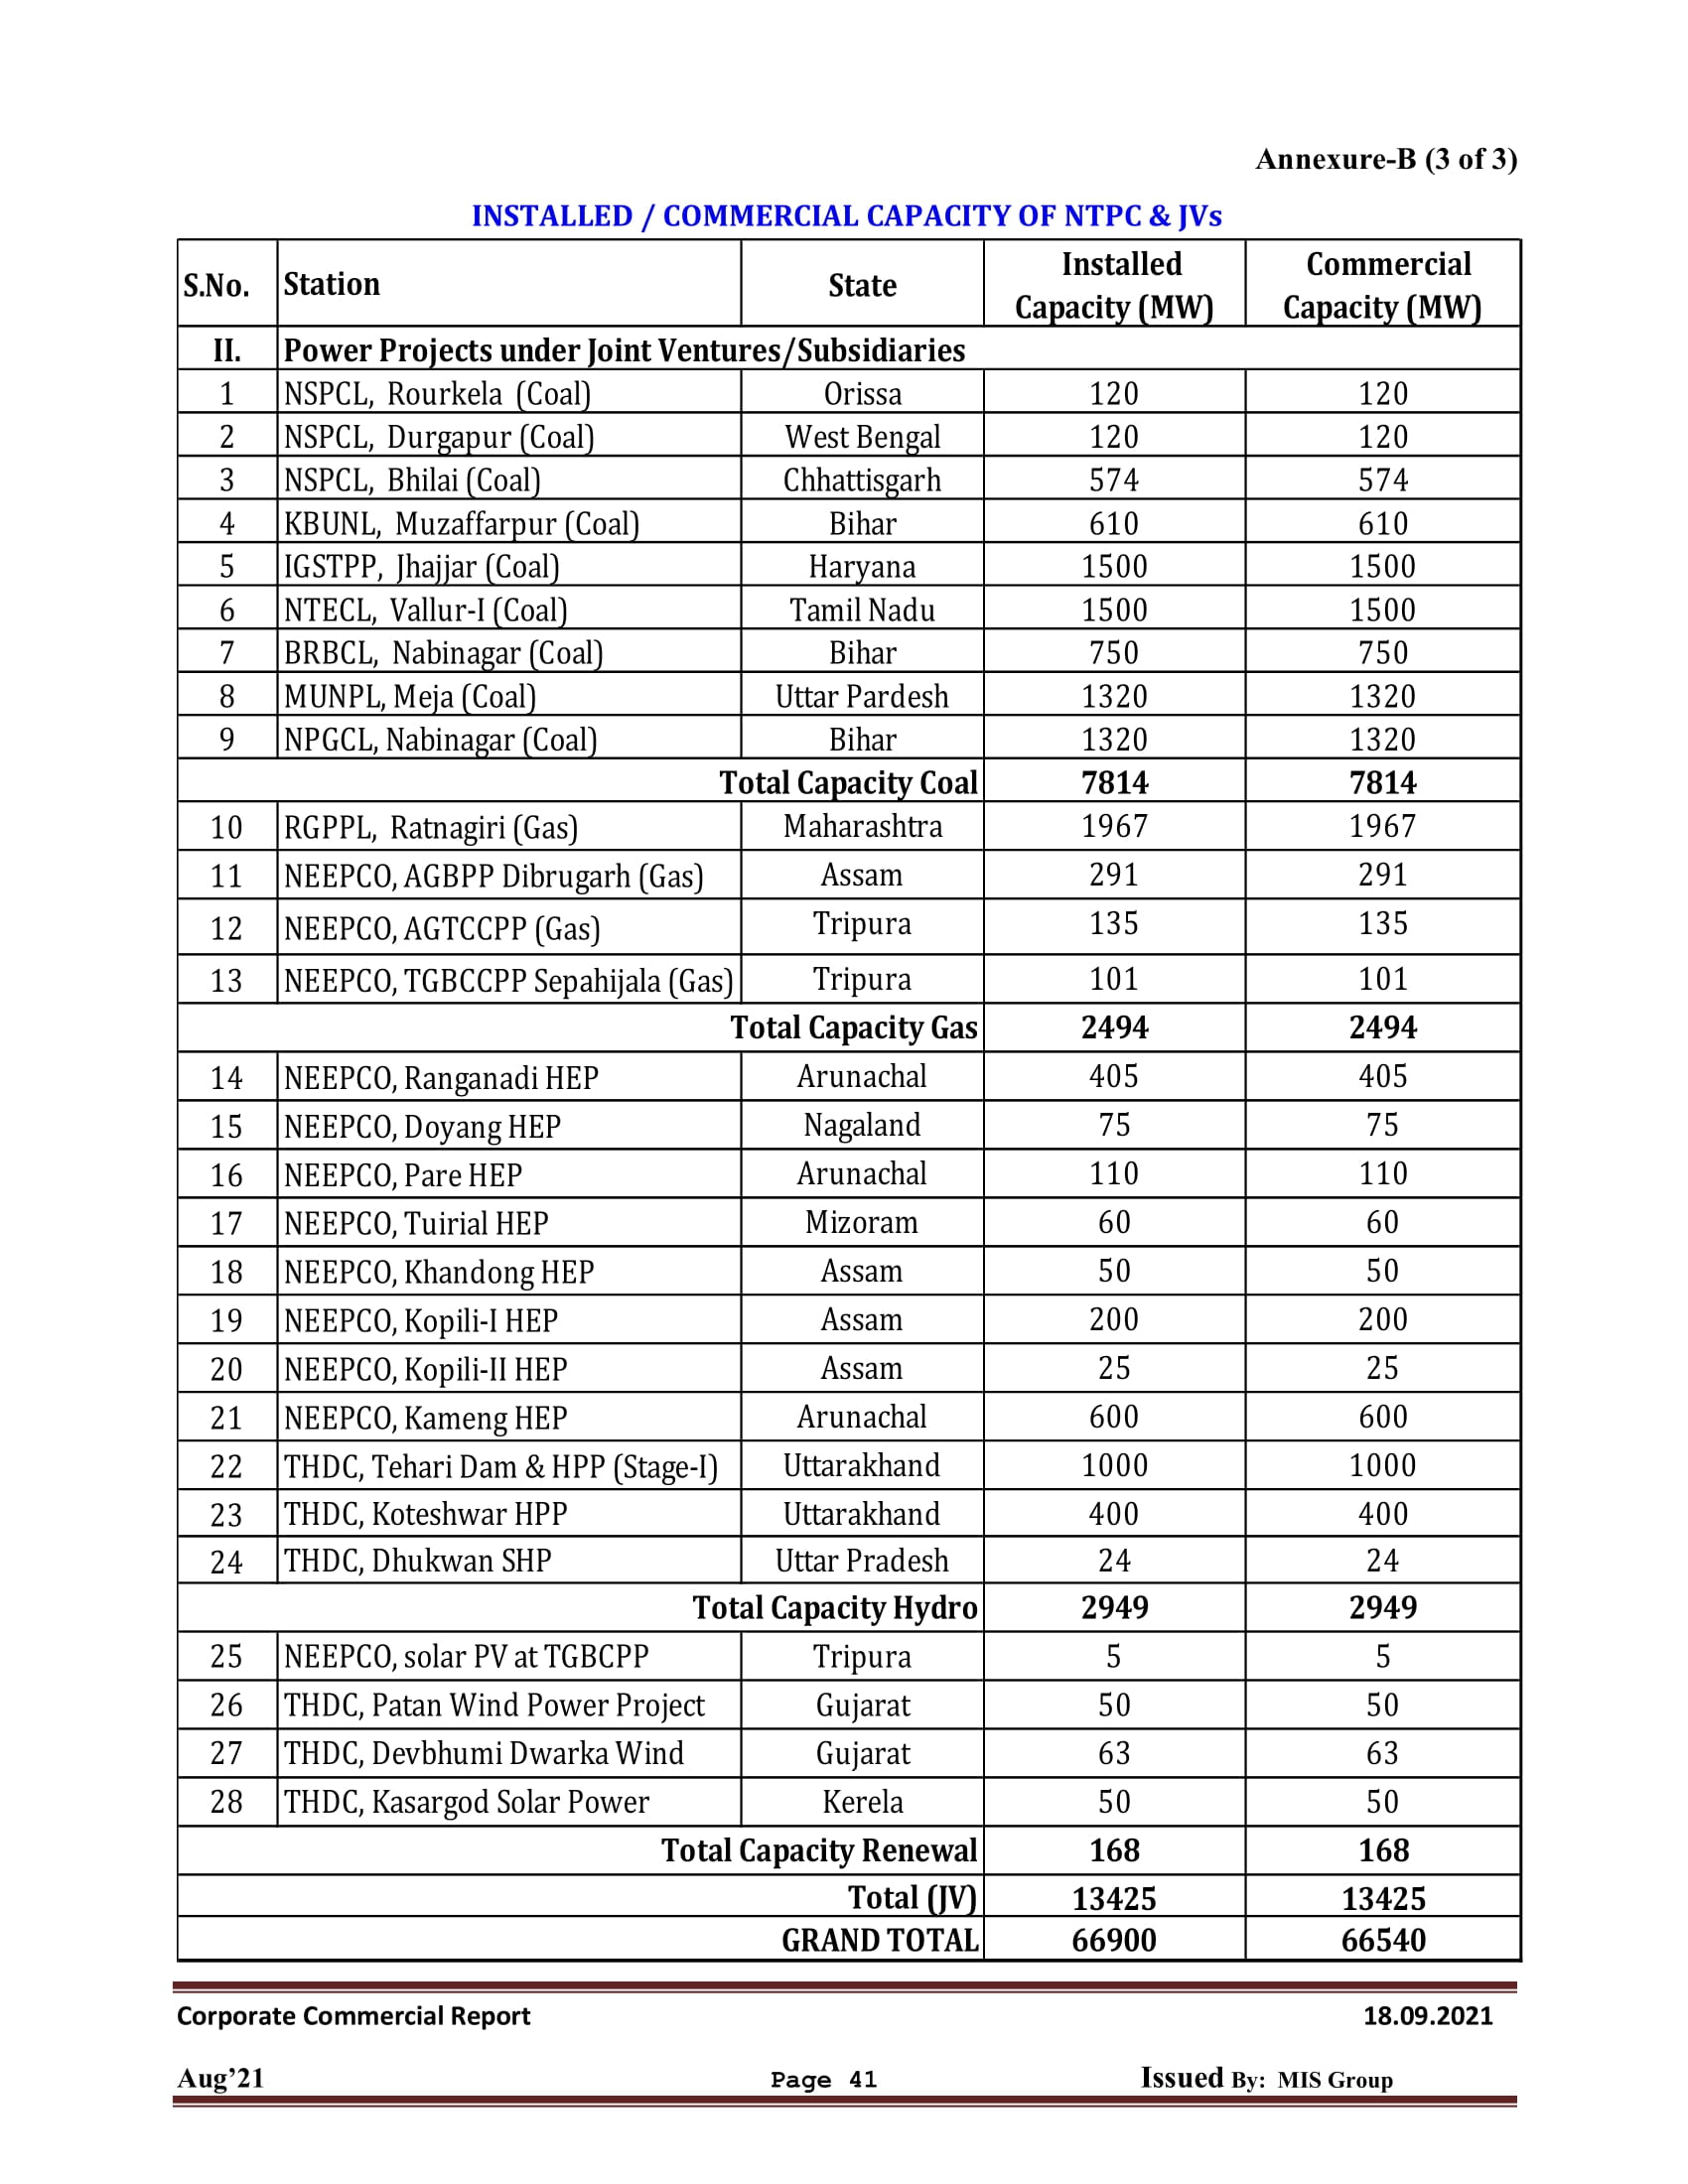 Annexure-B (3 of 3)
INSTALLED / COMMERCIAL CAPACITY OF NTPC & JVs
S.No. Station State Installed Capacity (MW) Commercial Capacity (MW)
II. Power Projects under Joint Ventures/Subsidiaries
1 NSPCL, Rourkela (Coal) Orissa 120 120
2 NSPCL, Durgapur (Coal) West Bengal 120 120
3 NSPCL, Bhilai (Coal) Chhattisgarh 574 574
4 KBUNL, Muzaffarpur (Coal) Bihar 610 610
5 IGSTPP, Jhajjar (Coal) Haryana 1500 1500
6 NTECL, Vallur-I (Coal) Tamil Nadu 1500 1500
7 BRBCL, Nabinagar (Coal) Bihar 750 750
8 MUNPL, Meja (Coal) Uttar Pardesh 1320 1320
9 NPGCL, Nabinagar (Coal) Bihar 1320 1320
Total Capacity Coal 7814 7814
10 RGPPL, Ratnagiri (Gas) Maharashtra 1967 1967
11 NEEPCO, AGBPP Dibrugarh (Gas) Assam 291 291
12 NEEPCO, AGTCCPP (Gas) Tripura 135 135
13 NEEPCO, TGBCCPP Sepahijala (Gas) Tripura 101 101
Total Capacity Gas 2494 2494
14 NEEPCO, Ranganadi HEP Arunachal 405 405
15 NEEPCO, Doyang HEP Nagaland 75 75
16 NEEPCO, Pare HEP Arunachal 110 110
17 NEEPCO, Tuirial HEP Mizoram 60 60
18 NEEPCO, Khandong HEP Assam 50 50
19 NEEPCO, Kopili-I HEP Assam 200 200
20 NEEPCO, Kopili-II HEP Assam 25 25
21 NEEPCO, Kameng HEP Arunachal 600 600
22 THDC, Tehari Dam & HPP (Stage-I) Uttarakhand 1000 1000
23 THDC, Koteshwar HPP Uttarakhand 400 400
24 THDC, Dhukwan SHP Uttar Pradesh 24 24
Total Capacity Hydro 2949 2949
25 NEEPCO, solar PV at TGBCPP Tripura 5 5
26 THDC, Patan Wind Power Project Gujarat 50 50
27 THDC, Devbhumi Dwarka Wind Gujarat 63 63
28 THDC, Kasargod Solar Power Kerela 50 50
Total Capacity Renewal 168 168
Total (JV) 13425 13425
GRAND TOTAL 66900 66540
Corporate Commercial Report 18.09.2021
Aug’21 Page 41 Issued By: MIS Group